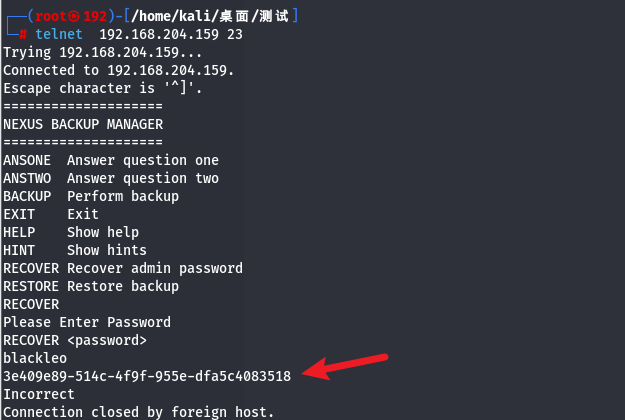 ┌──(root㉿192)-[/home/kali/桌面/测试]
└─# telnet  192.168.204.159 23
Trying 192.168.204.159...
Connected to 192.168.204.159.
Escape character is '^]'.
====================
NEXUS BACKUP MANAGER
====================
ANSONE  Answer question one
ANSTWO  Answer question two
BACKUP  Perform backup
EXIT    Exit
HELP    Show help
HINT    Show hints
RECOVER Recover admin password
RESTORE Restore backup
RECOVER
Please Enter Password
RECOVER <password>
blackleo
3e409e89-514c-4f9f-955e-dfa5c4083518
Incorrect
Connection closed by foreign host.